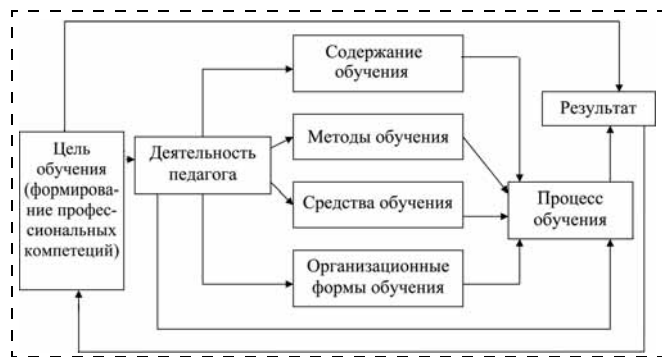 Цель
обучения
(формирова-
ние профес-
сиональных
компетеций)
Деятельность
педагога
Содержание
обучения
Методы обучения
Средства обучения
Организационные
формы обучения
Процесс
обучения
Результат